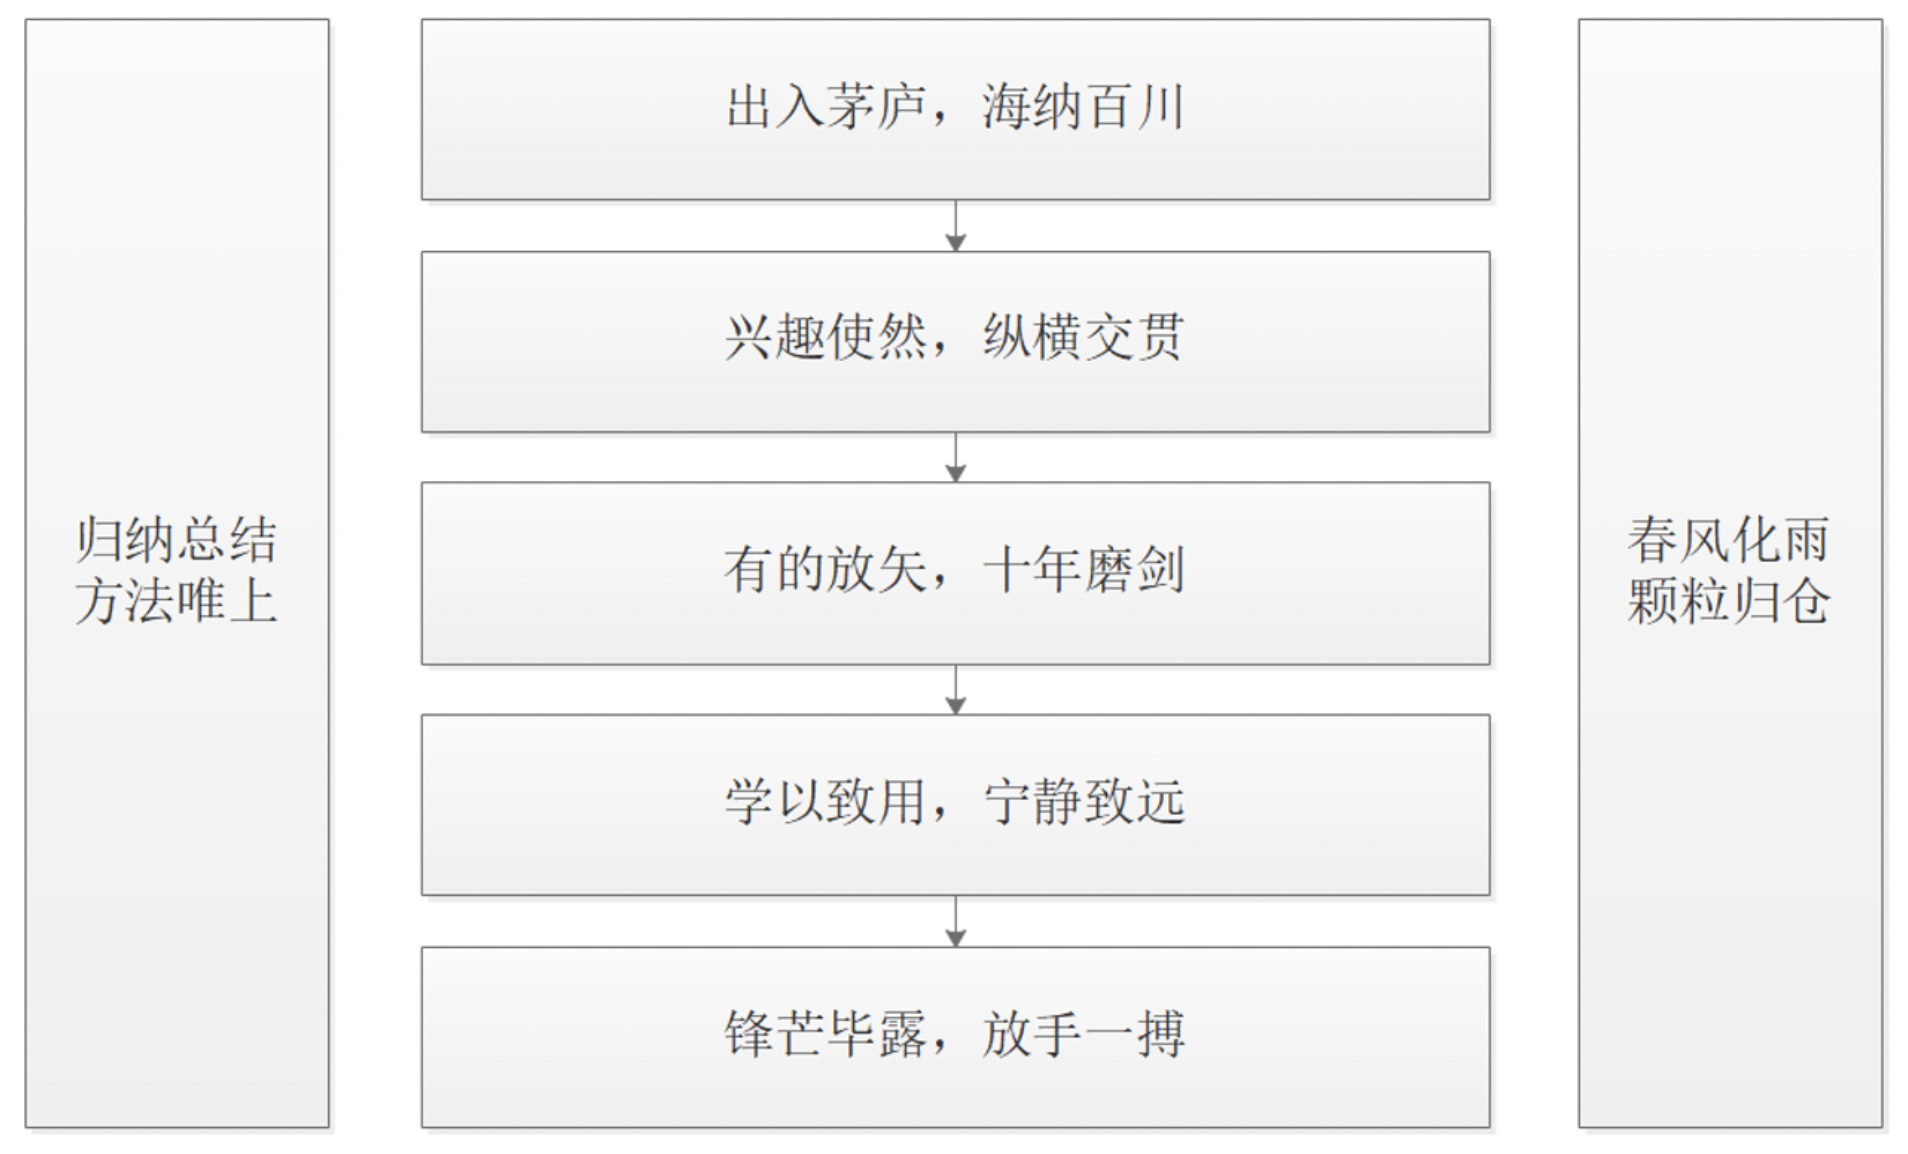 归纳总结
方法唯上
出入茅庐，海纳百川
兴趣使然，纵横交贯
有的放矢，十年磨剑
学以致用，宁静致远
锋芒毕露，放手一搏
春风化雨
颗粒归仓